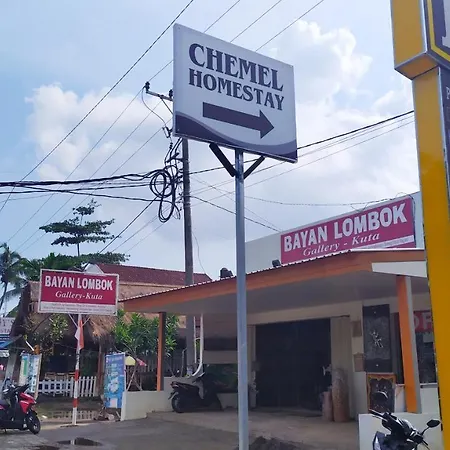 CHEMEL
HOMESTAY
BAYAN LOMBOK
Gallery - Kuta
BAYAN LOMBOK
Gallery-Kuta